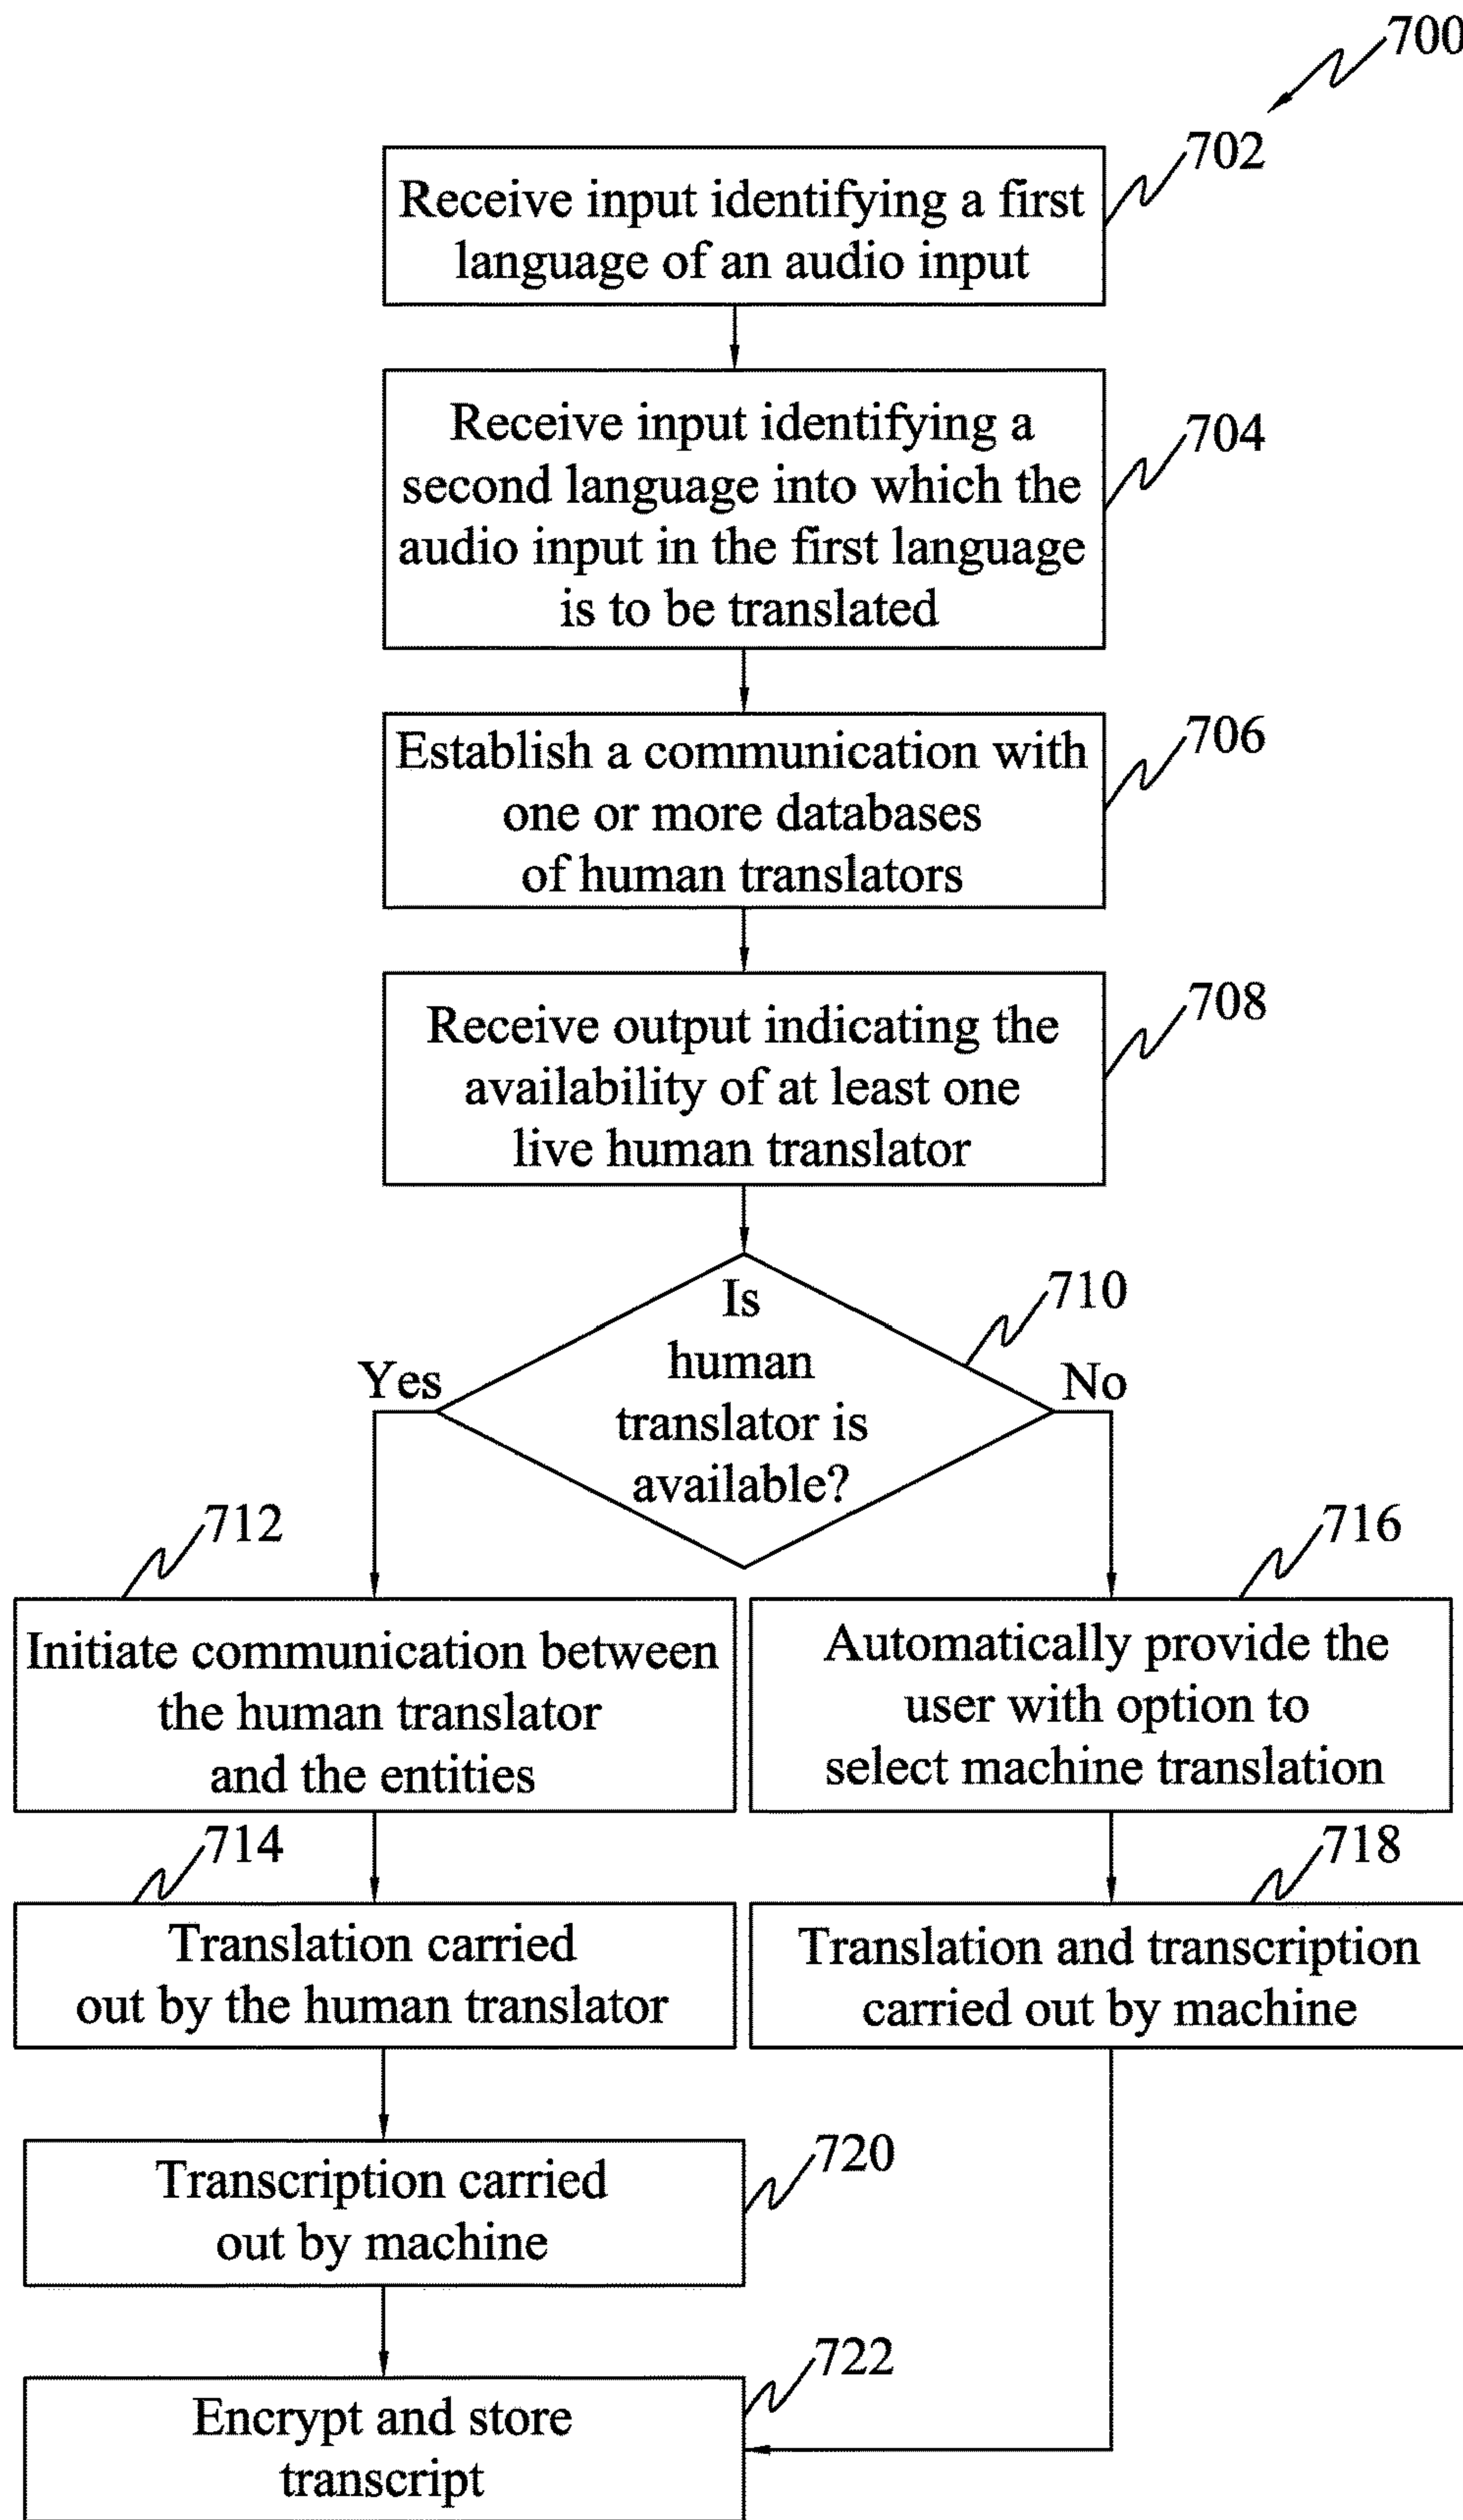 700
702
Receive input identifying a first
language of an audio input
704
Receive input identifying a
second language into which the
audio input in the first language
is to be translated
706
Establish a communication with
one or more databases
of human translators
708
Receive output indicating the
availability of at least one
live human translator
710
Is
human
translator is
available?
Yes
No
712
Initiate communication between
the human translator
and the entities
716
Automatically provide the
user with option to
select machine translation
714
Translation carried
out by the human translator
718
Translation and transcription
carried out by machine
720
Transcription carried
out by machine
722
Encrypt and store
transcript